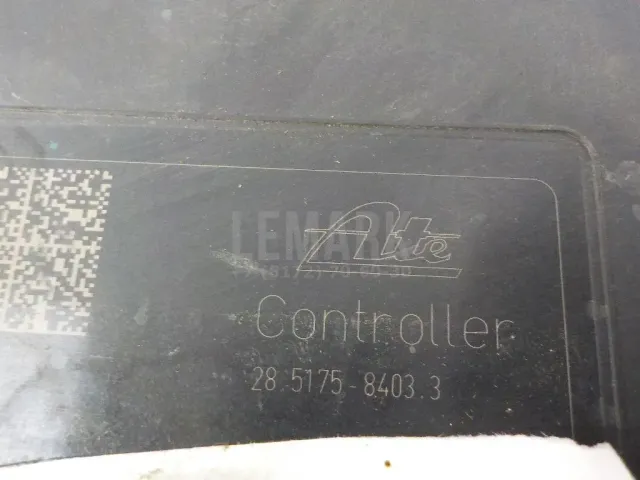 LEMARK
Ate
Controller
28.5175-8403.3